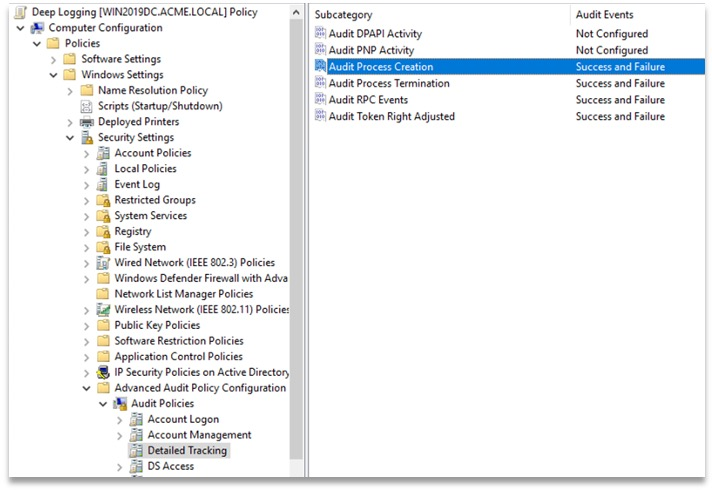 Deep Logging [WIN2019DC.ACME.LOCAL] Policy
Computer Configuration
Policies
Software Settings
Windows Settings
Name Resolution Policy
Scripts (Startup/Shutdown)
Deployed Printers
Security Settings
Account Policies
Local Policies
Event Log
Restricted Groups
System Services
Registry
File System
Wired Network (IEEE 802.3) Policies
Windows Defender Firewall with Adva
Network List Manager Policies
Wireless Network (IEEE 802.11) Policies
Public Key Policies
Software Restriction Policies
Application Control Policies
IP Security Policies on Active Directory
Advanced Audit Policy Configuration
Audit Policies
Account Logon
Account Management
Detailed Tracking
DS Access
Subcategory Audit Events
Audit DPAPI Activity Not Configured
Audit PNP Activity Not Configured
Audit Process Creation Success and Failure
Audit Process Termination Success and Failure
Audit RPC Events Success and Failure
Audit Token Right Adjusted Success and Failure